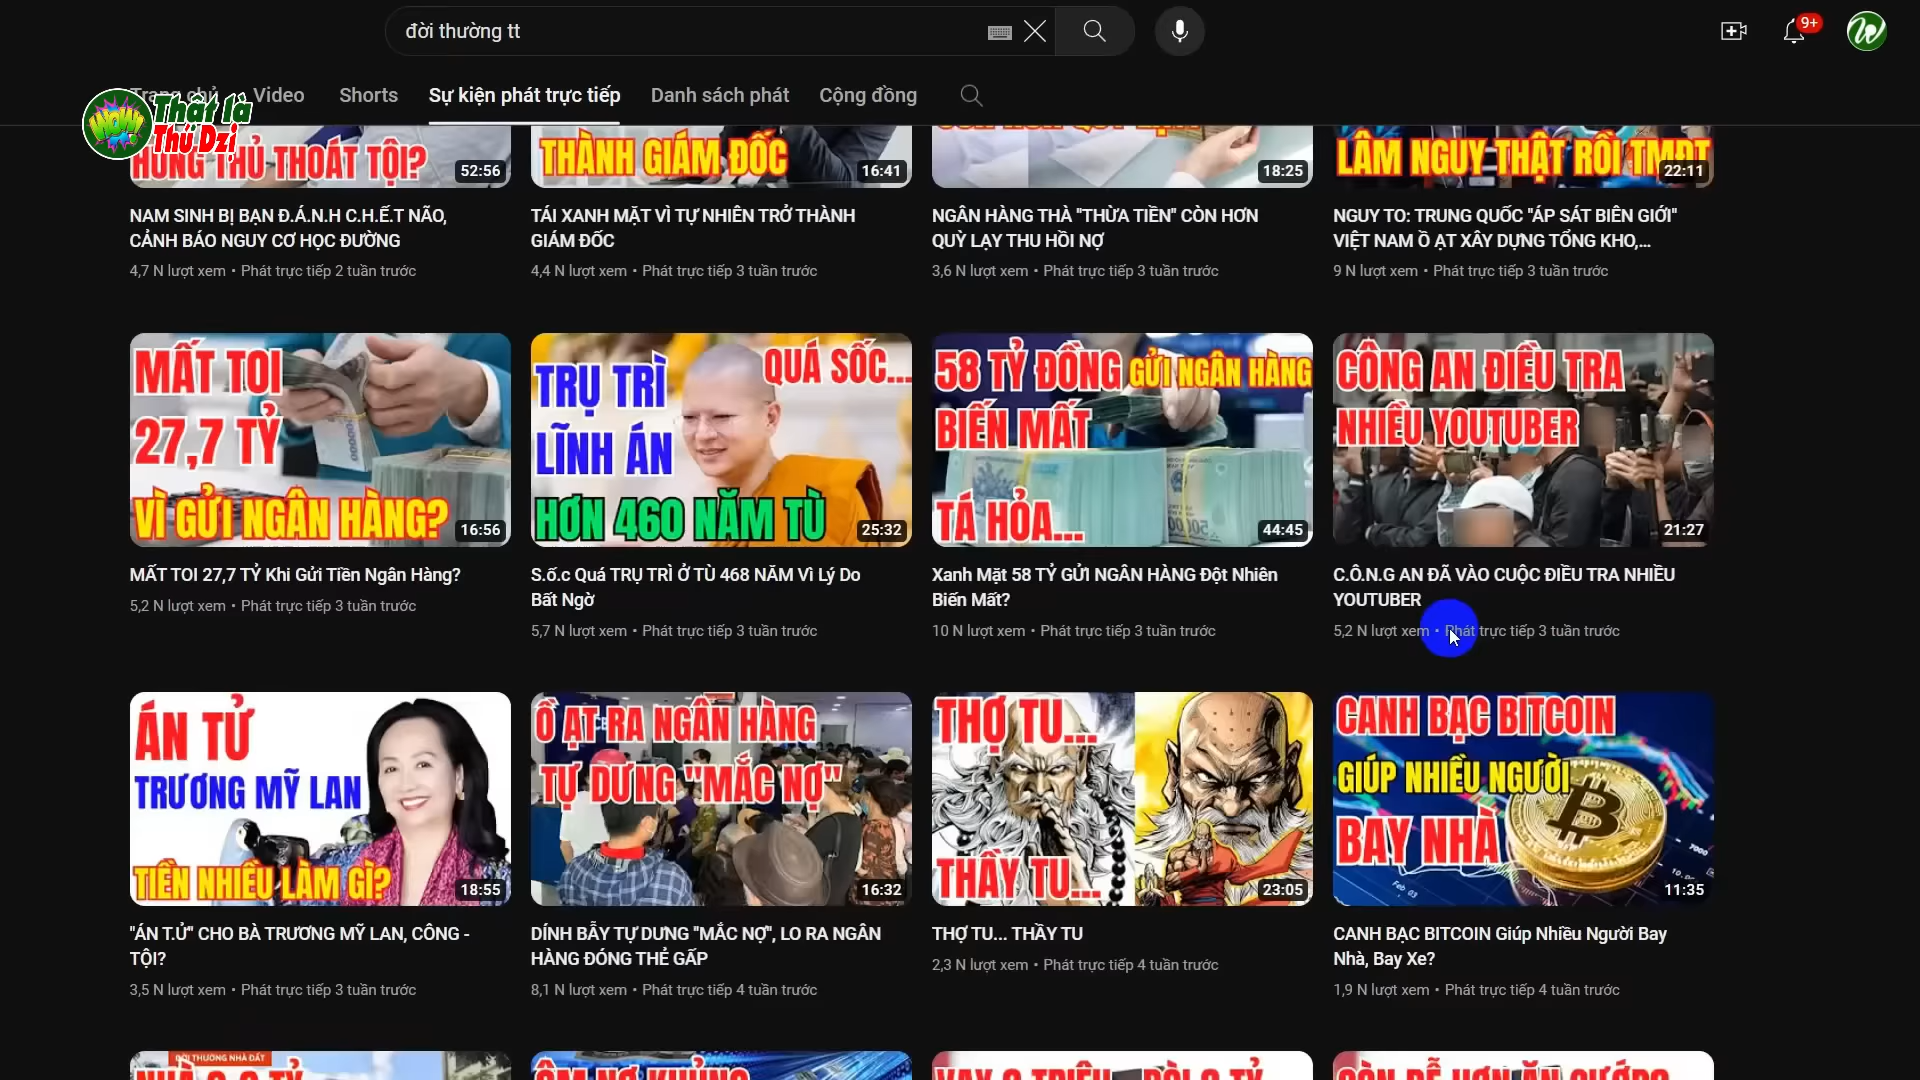 đời thường tt
9+
Trang chủ Video Shorts Sự kiện phát trực tiếp Danh sách phát Cộng đồng
WOW!
Thật là
Thú Dzị
HUNG THỦ THOÁT TỘI?
52:56
THÀNH GIÁM ĐỐC
16:41
18:25
LÂM NGUY THẬT RỒI TMĐT
22:11
NAM SINH BỊ BẠN Đ.Á.N.H C.H.Ế.T NÃO,
CẢNH BÁO NGUY CƠ HỌC ĐƯỜNG
4,7 N lượt xem • Phát trực tiếp 2 tuần trước
TÁI XANH MẶT VÌ TỰ NHIÊN TRỞ THÀNH
GIÁM ĐỐC
4,4 N lượt xem • Phát trực tiếp 3 tuần trước
NGÂN HÀNG THÀ "THỪA TIỀN" CÒN HƠN
QUỲ LẠY THU HỒI NỢ
3,6 N lượt xem • Phát trực tiếp 3 tuần trước
NGUY TO: TRUNG QUỐC "ÁP SÁT BIÊN GIỚI"
VIỆT NAM Ồ ẠT XÂY DỰNG TỔNG KHO,...
9 N lượt xem • Phát trực tiếp 3 tuần trước
MẤT TOI
27,7 TỶ
VÌ GỬI NGÂN HÀNG?
16:56
QUÁ SỐC...
TRỤ TRÌ
LĨNH ÁN
HƠN 460 NĂM TÙ
25:32
58 TỶ ĐỒNG GỬI NGÂN HÀNG
BIẾN MẤT
TÁ HỎA...
44:45
CÔNG AN ĐIỀU TRA
NHIỀU YOUTUBER
21:27
MẤT TOI 27,7 TỶ Khi Gửi Tiền Ngân Hàng?
5,2 N lượt xem • Phát trực tiếp 3 tuần trước
S.ố.c Quá TRỤ TRÌ Ở TÙ 468 NĂM Vì Lý Do
Bất Ngờ
5,7 N lượt xem • Phát trực tiếp 3 tuần trước
Xanh Mặt 58 TỶ GỬI NGÂN HÀNG Đột Nhiên
Biến Mất?
10 N lượt xem • Phát trực tiếp 3 tuần trước
C.Ô.N.G AN ĐÃ VÀO CUỘC ĐIỀU TRA NHIỀU
YOUTUBER
5,2 N lượt xem • Phát trực tiếp 3 tuần trước
ÁN TỬ
TRƯƠNG MỸ LAN
TIỀN NHIỀU LÀM GÌ?
18:55
Ồ ẠT RA NGÂN HÀNG
TỰ DƯNG "MẮC NỢ"
16:32
THỢ TU...
THẦY TU...
23:05
CANH BẠC BITCOIN
GIÚP NHIỀU NGƯỜI
BAY NHÀ
Feb 03
11:35
"ÁN T.Ử" CHO BÀ TRƯƠNG MỸ LAN, CÔNG -
TỘI?
3,5 N lượt xem • Phát trực tiếp 3 tuần trước
DÍNH BẪY TỰ DƯNG "MẮC NỢ", LO RA NGÂN
HÀNG ĐÓNG THẺ GẤP
8,1 N lượt xem • Phát trực tiếp 4 tuần trước
THỢ TU... THẦY TU
2,3 N lượt xem • Phát trực tiếp 4 tuần trước
CANH BẠC BITCOIN Giúp Nhiều Người Bay
Nhà, Bay Xe?
1,9 N lượt xem • Phát trực tiếp 4 tuần trước
ĐỜI THƯỜNG NHÀ ĐẤT